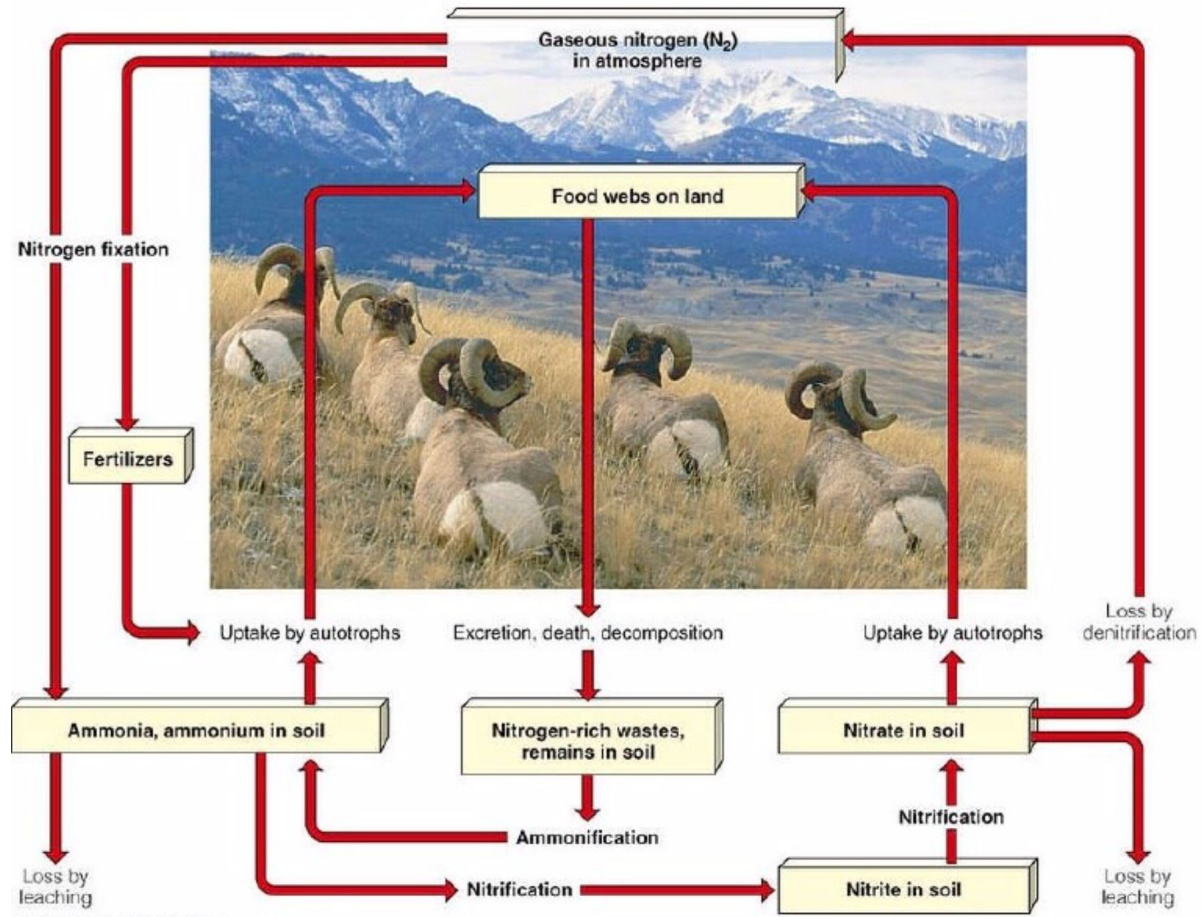 Gaseous nitrogen (N₂)
in atmosphere
Food webs on land
Nitrogen fixation
Fertilizers
Uptake by autotrophs
Excretion, death, decomposition
Uptake by autotrophs
Loss by
denitrification
Ammonia, ammonium in soil
Nitrogen-rich wastes,
remains in soil
Nitrate in soil
Ammonification
Nitrification
Loss by
leaching
Nitrification
Nitrite in soil
Loss by
leaching